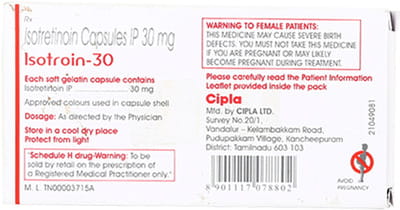 Rx
Isotretinoin Capsules IP 30 mg
Isotroin-30
Each soft gelatin capsule contains
Isotretinoin IP .................. 30 mg
Approved colours used in capsule shell
Dosage: As directed by the Physician
Store in a cool dry place
Protect from light
"Schedule H drug-Warning: To be
sold by retail on the prescription of
a Registered Medical Practitioner only."
M. L. TN00003715A
WARNING TO FEMALE PATIENTS:
THIS MEDICINE MAY CAUSE SEVERE BIRTH
DEFECTS. YOU MUST NOT TAKE THIS MEDICINE
IF YOU ARE PREGNANT OR MAY LIKELY
BECOME PREGNANT DURING TREATMENT.
Please carefully read the Patient Information
Leaflet provided inside the pack
Cipla
Mfd. by CIPLA LTD.
Survey No.20/1,
Vandalur - Kelambakkam Road,
Pudupakkam Village, Kancheepuram
District: Tamilnadu 603 103
8 901117 078802
21049081
AVOID
PREGNANCY